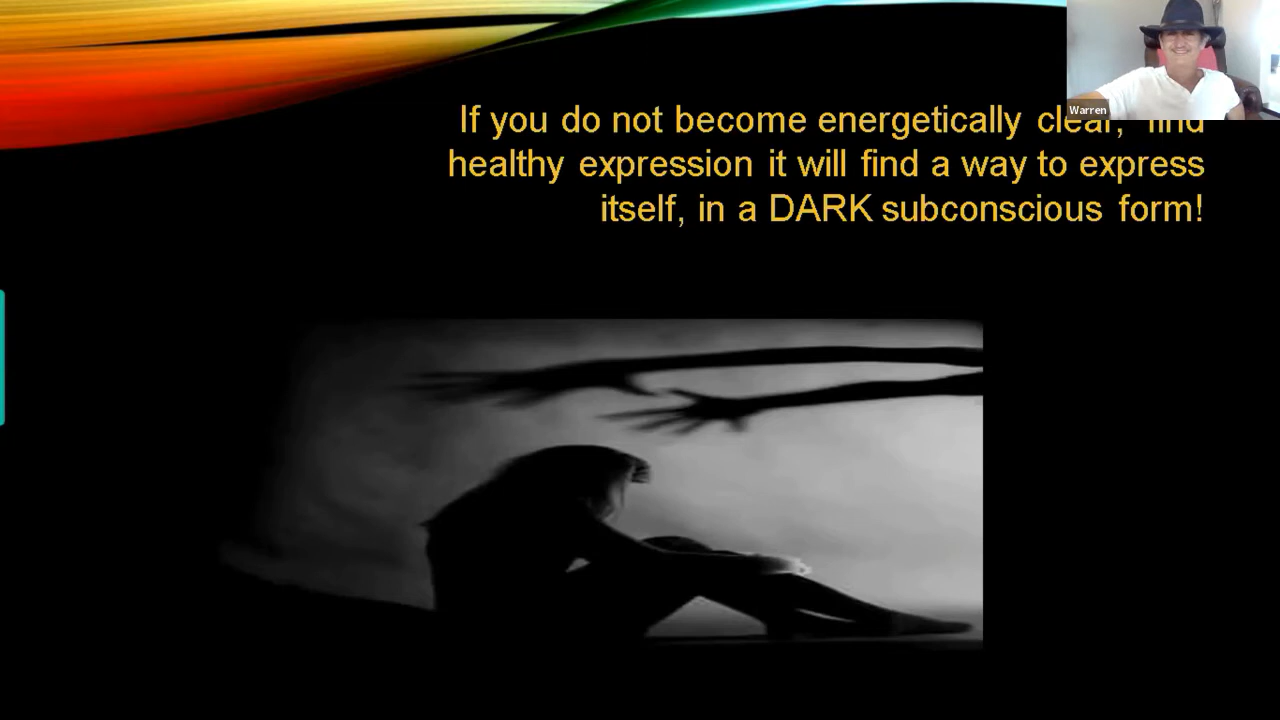 If you do not become energetically clear, find
healthy expression it will find a way to express
itself, in a DARK subconscious form!
Warren